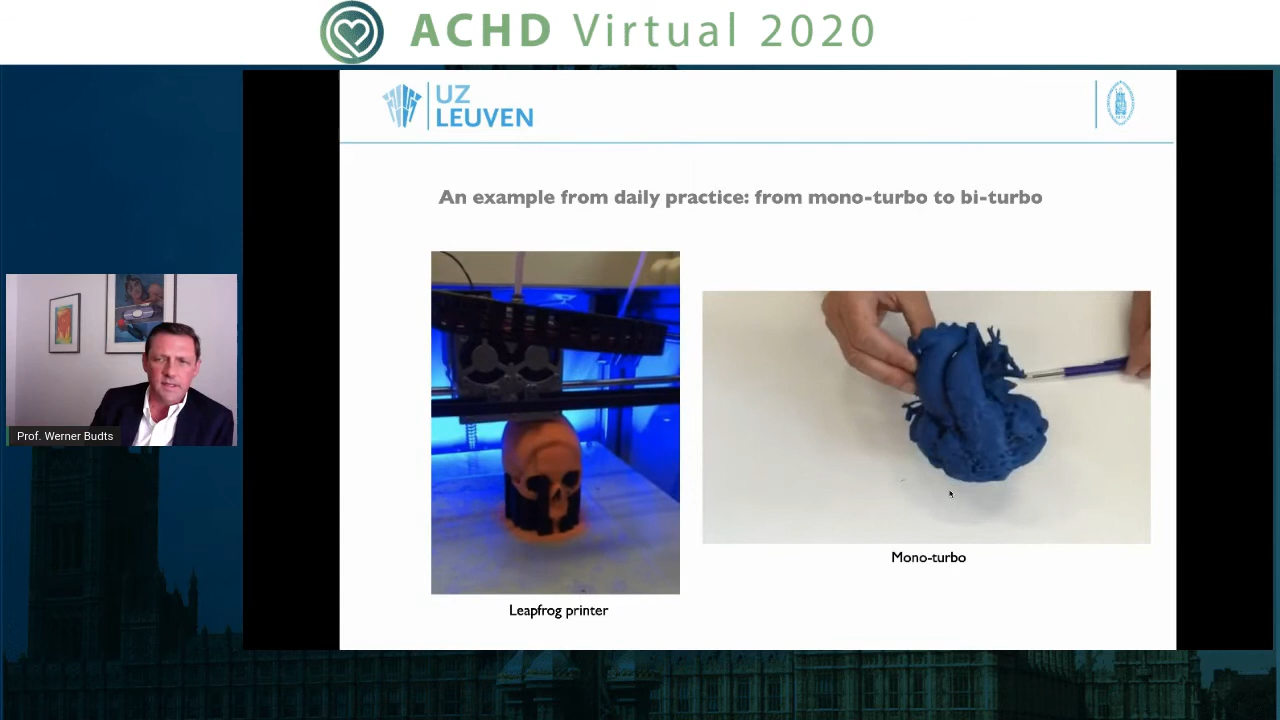 ACHD Virtual 2020
UZ
LEUVEN
An example from daily practice: from mono-turbo to bi-turbo
Prof. Werner Budts
Mono-turbo
Leapfrog printer